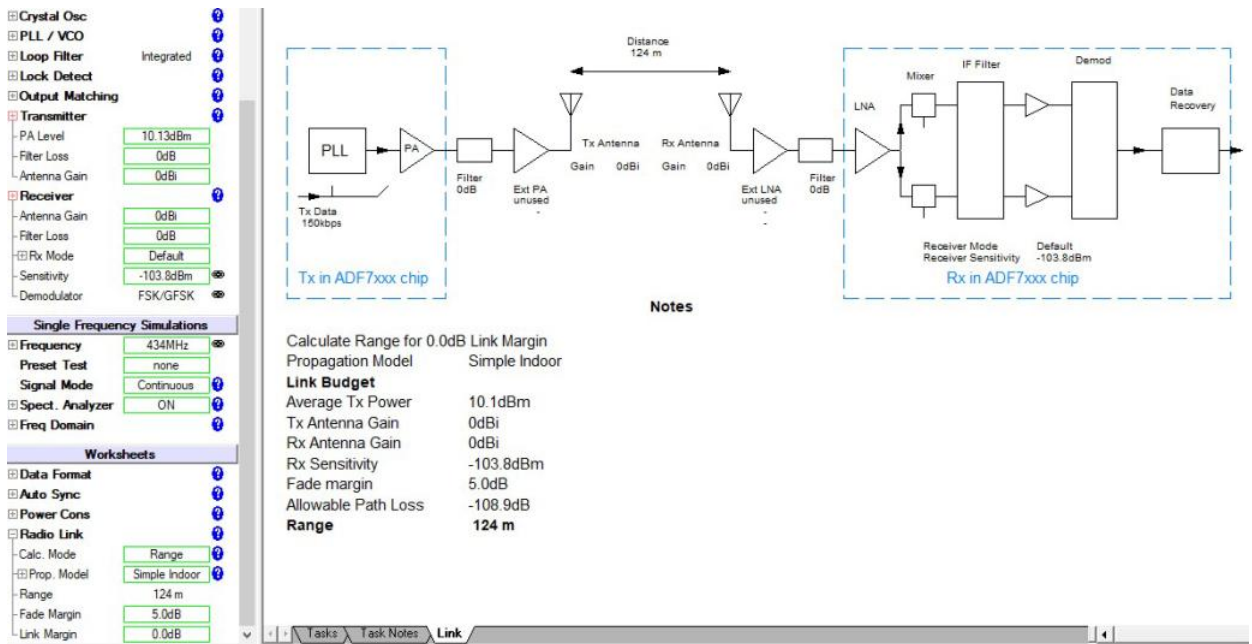 Crystal Osc
PLL / VCO
Loop Filter Integrated
Lock Detect
Output Matching
Transmitter
PA Level 10.13dBm
Filter Loss 0dB
Antenna Gain 0dBi
Receiver
Antenna Gain 0dBi
Filter Loss 0dB
Rx Mode Default
Sensitivity -103.8dBm
Demodulator FSK/GFSK
Single Frequency Simulations
Frequency 434MHz
Preset Test none
Signal Mode Continuous
Spect. Analyzer ON
Freq Domain
Worksheets
Data Format
Auto Sync
Power Cons
Radio Link
Calc. Mode Range
Prop. Model Simple Indoor
Range 124 m
Fade Margin 5.0dB
Link Margin 0.0dB
Distance
124 m
PLL
PA
Tx Data
150kbps
Tx in ADF7xxx chip
Filter
0dB
Ext PA
unused
-
Tx Antenna
Gain 0dBi
Rx Antenna
Gain 0dBi
Ext LNA
unused
-
-
Filter
0dB
LNA
Mixer
IF Filter
Demod
Data
Recovery
Receiver Mode Default
Receiver Sensitivity -103.8dBm
Rx in ADF7xxx chip
Notes
Calculate Range for 0.0dB Link Margin
Propagation Model Simple Indoor
Link Budget
Average Tx Power 10.1dBm
Tx Antenna Gain 0dBi
Rx Antenna Gain 0dBi
Rx Sensitivity -103.8dBm
Fade margin 5.0dB
Allowable Path Loss -108.9dB
Range 124 m
Tasks Task Notes Link